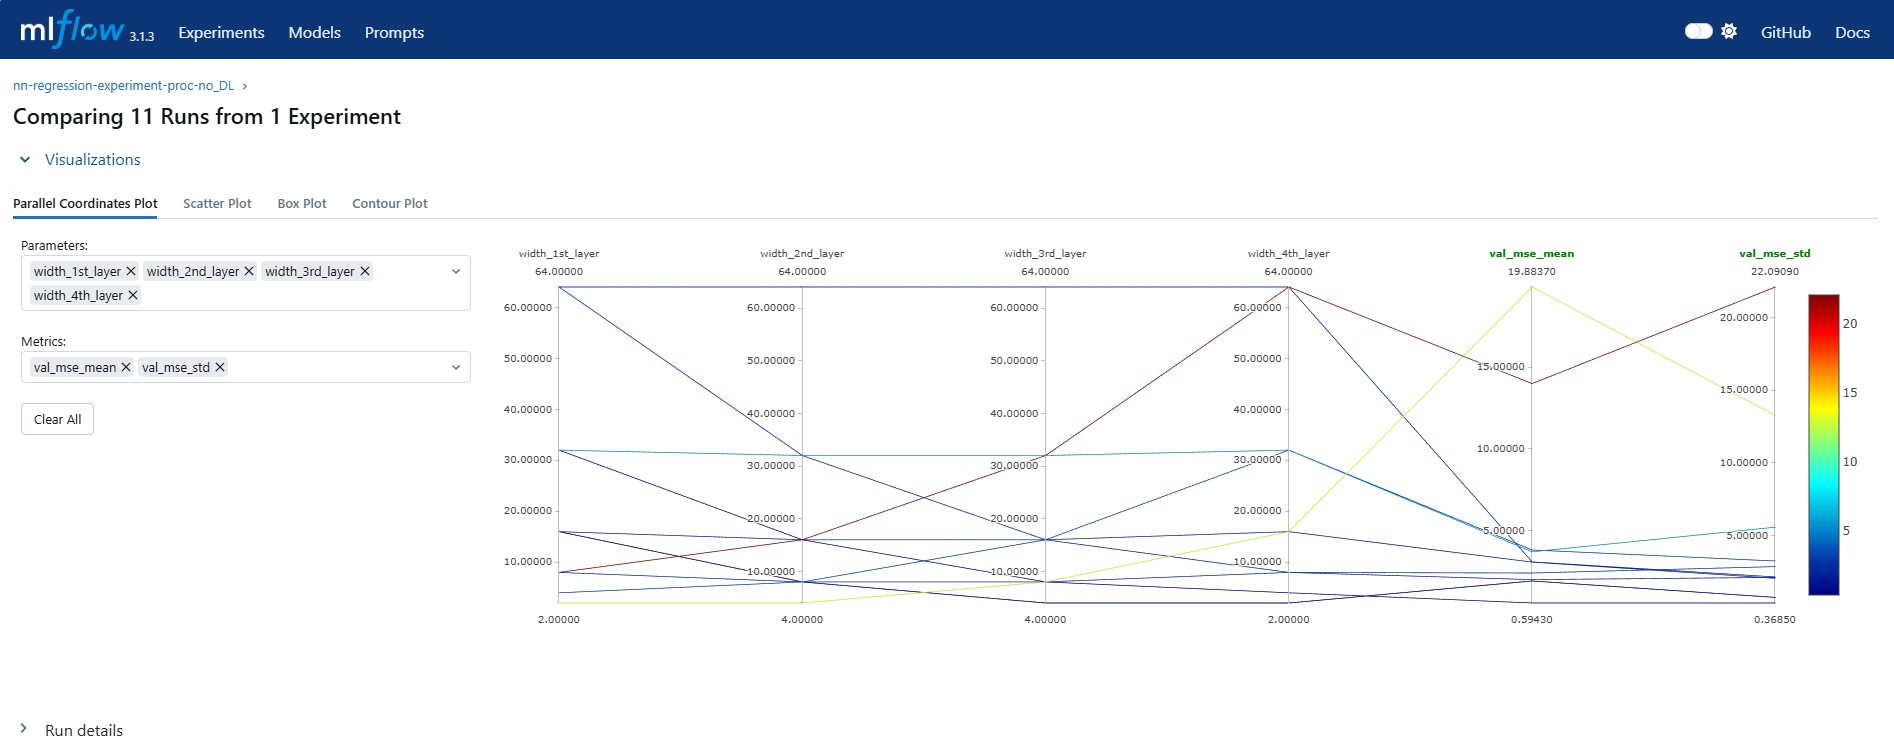 mlflow 3.1.3 Experiments Models Prompts GitHub Docs
nn-regression-experiment-proc-no_DL ›
Comparing 11 Runs from 1 Experiment
Visualizations
Parallel Coordinates Plot Scatter Plot Box Plot Contour Plot
Parameters:
width_1st_layer × width_2nd_layer × width_3rd_layer ×
width_4th_layer ×
Metrics:
val_mse_mean × val_mse_std ×
Clear All
width_1st_layer
64.00000
60.00000
50.00000
40.00000
30.00000
20.00000
10.00000
2.00000
width_2nd_layer
64.00000
60.00000
50.00000
40.00000
30.00000
20.00000
10.00000
4.00000
width_3rd_layer
64.00000
60.00000
50.00000
40.00000
30.00000
20.00000
10.00000
4.00000
width_4th_layer
64.00000
60.00000
50.00000
40.00000
30.00000
20.00000
10.00000
2.00000
val_mse_mean
19.88370
15.00000
10.00000
5.00000
0.59430
val_mse_std
22.09090
20.00000
15.00000
10.00000
5.00000
0.36850
20
15
10
5
Run details